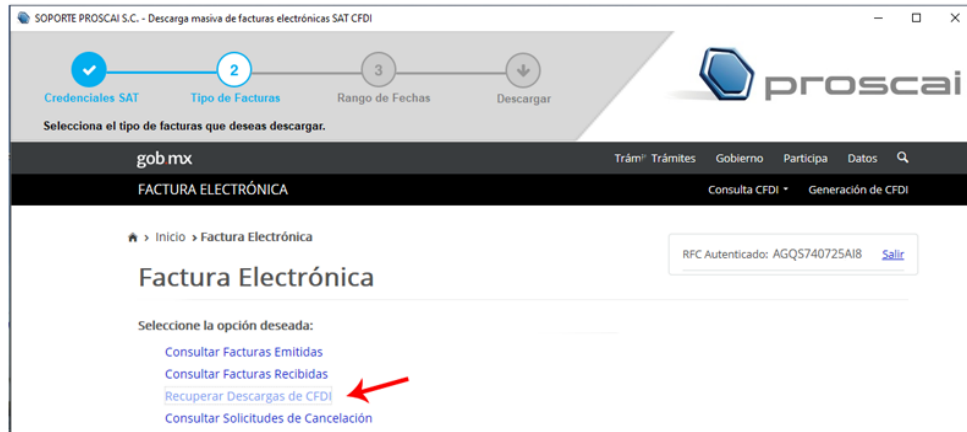 SOPORTE PROSCAI S.C. - Descarga masiva de facturas electrónicas SAT CFDI
2
3
Credenciales SAT Tipo de Facturas Rango de Fechas Descargar
Selecciona el tipo de facturas que deseas descargar.
proscai
gob mx
Trámites Gobierno Participa Datos
FACTURA ELECTRÓNICA
Consulta CFDI Generación de CFDI
> Inicio > Factura Electrónica
RFC Autenticado: AGQS740725AI8 Salir
Factura Electrónica
Seleccione la opción deseada:
Consultar Facturas Emitidas
Consultar Facturas Recibidas
Recuperar Descargas de CFDI
Consultar Solicitudes de Cancelación